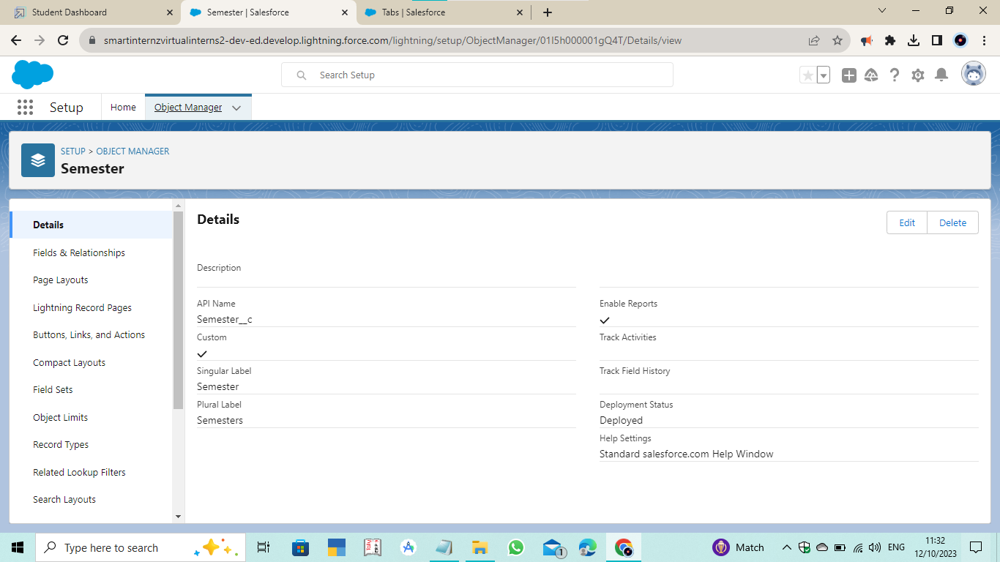 Student Dashboard
Semester | Salesforce
Tabs | Salesforce
smartinternzvirtualinterns2-dev-ed.develop.lightning.force.com/lightning/setup/ObjectManager/01I5h000001gQ4T/Details/view
Search Setup
Setup
Home
Object Manager
SETUP > OBJECT MANAGER
Semester
Details
Fields & Relationships
Page Layouts
Lightning Record Pages
Buttons, Links, and Actions
Compact Layouts
Field Sets
Object Limits
Record Types
Related Lookup Filters
Search Layouts
Details
Edit
Delete
Description
API Name
Semester__c
Custom
Singular Label
Semester
Plural Label
Semesters
Enable Reports
Track Activities
Track Field History
Deployment Status
Deployed
Help Settings
Standard salesforce.com Help Window
Type here to search
1
Match
ENG
11:32
12/10/2023